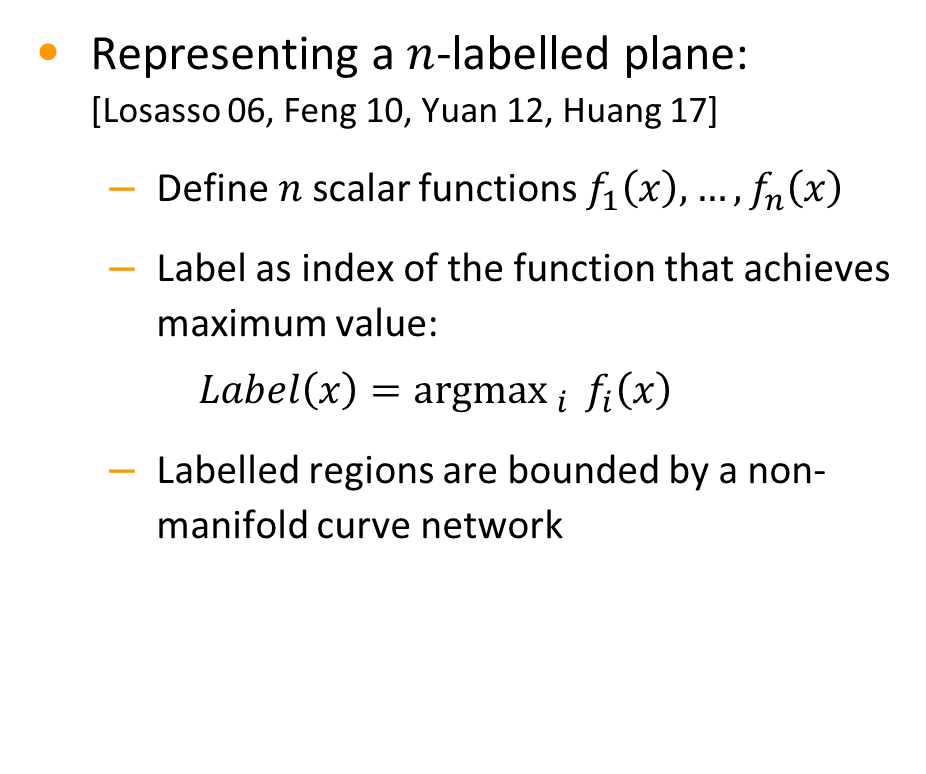 • Representing a n-labelled plane:
[Losasso 06, Feng 10, Yuan 12, Huang 17]
– Define n scalar functions f₁(x), … , fₙ(x)
– Label as index of the function that achieves
maximum value:
Label(x) = argmax ᵢ fᵢ(x)
– Labelled regions are bounded by a non-
manifold curve network